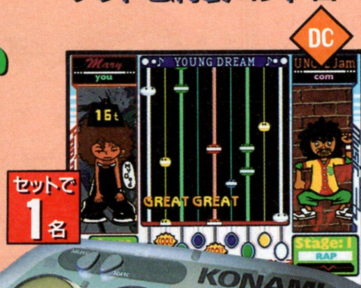 DC
Mary
YOUNG DREAM
UNCLE Jam
you
com
GREAT GREAT
セットで
1名
Stage:1
RAP
KONAMI